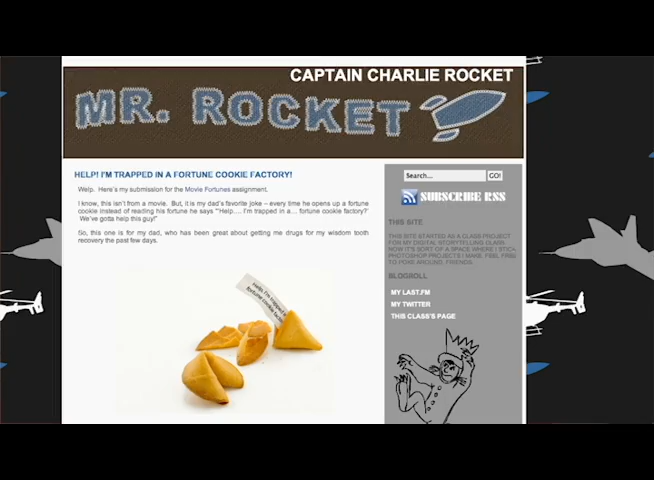 CAPTAIN CHARLIE ROCKET
MR. ROCKET
HELP! I'M TRAPPED IN A FORTUNE COOKIE FACTORY!
Welp. Here's my submission for the Movie Fortunes assignment.
I know, this isn't from a movie. But, it is my dad's favorite joke – every time he opens up a fortune
cookie instead of reading his fortune he says "'Help.... I'm trapped in a... fortune cookie factory?'
We've gotta help this guy!"
So, this one is for my dad, who has been great about getting me drugs for my wisdom tooth
recovery the past few days.
Help! I'm trapped in a
fortune cookie
Search...
GO!
SUBSCRIBE RSS
THIS SITE
THIS SITE STARTED AS A CLASS PROJECT
FOR MY DIGITAL STORYTELLING CLASS.
NOW IT'S SORT OF A SPACE WHERE I STICK
PHOTOSHOP PROJECTS I MAKE. FEEL FREE
TO POKE AROUND, FRIENDS.
BLOGROLL
MY LAST.FM
MY TWITTER
THIS CLASS'S PAGE